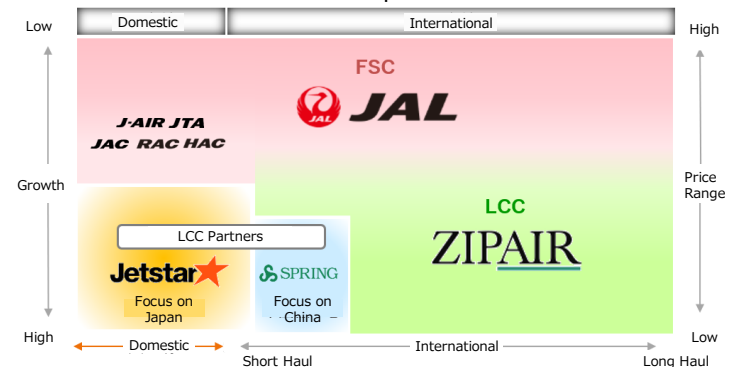 Domestic
International
Low
High
FSC
JAL
JAL
J-AIR JTA
JAC RAC HAC
Growth
Price
Range
LCC
ZIPAIR
LCC Partners
Jetstar
SPRING
Focus on
Japan
Focus on
China
High
Low
Domestic
International
Short Haul
Long Haul